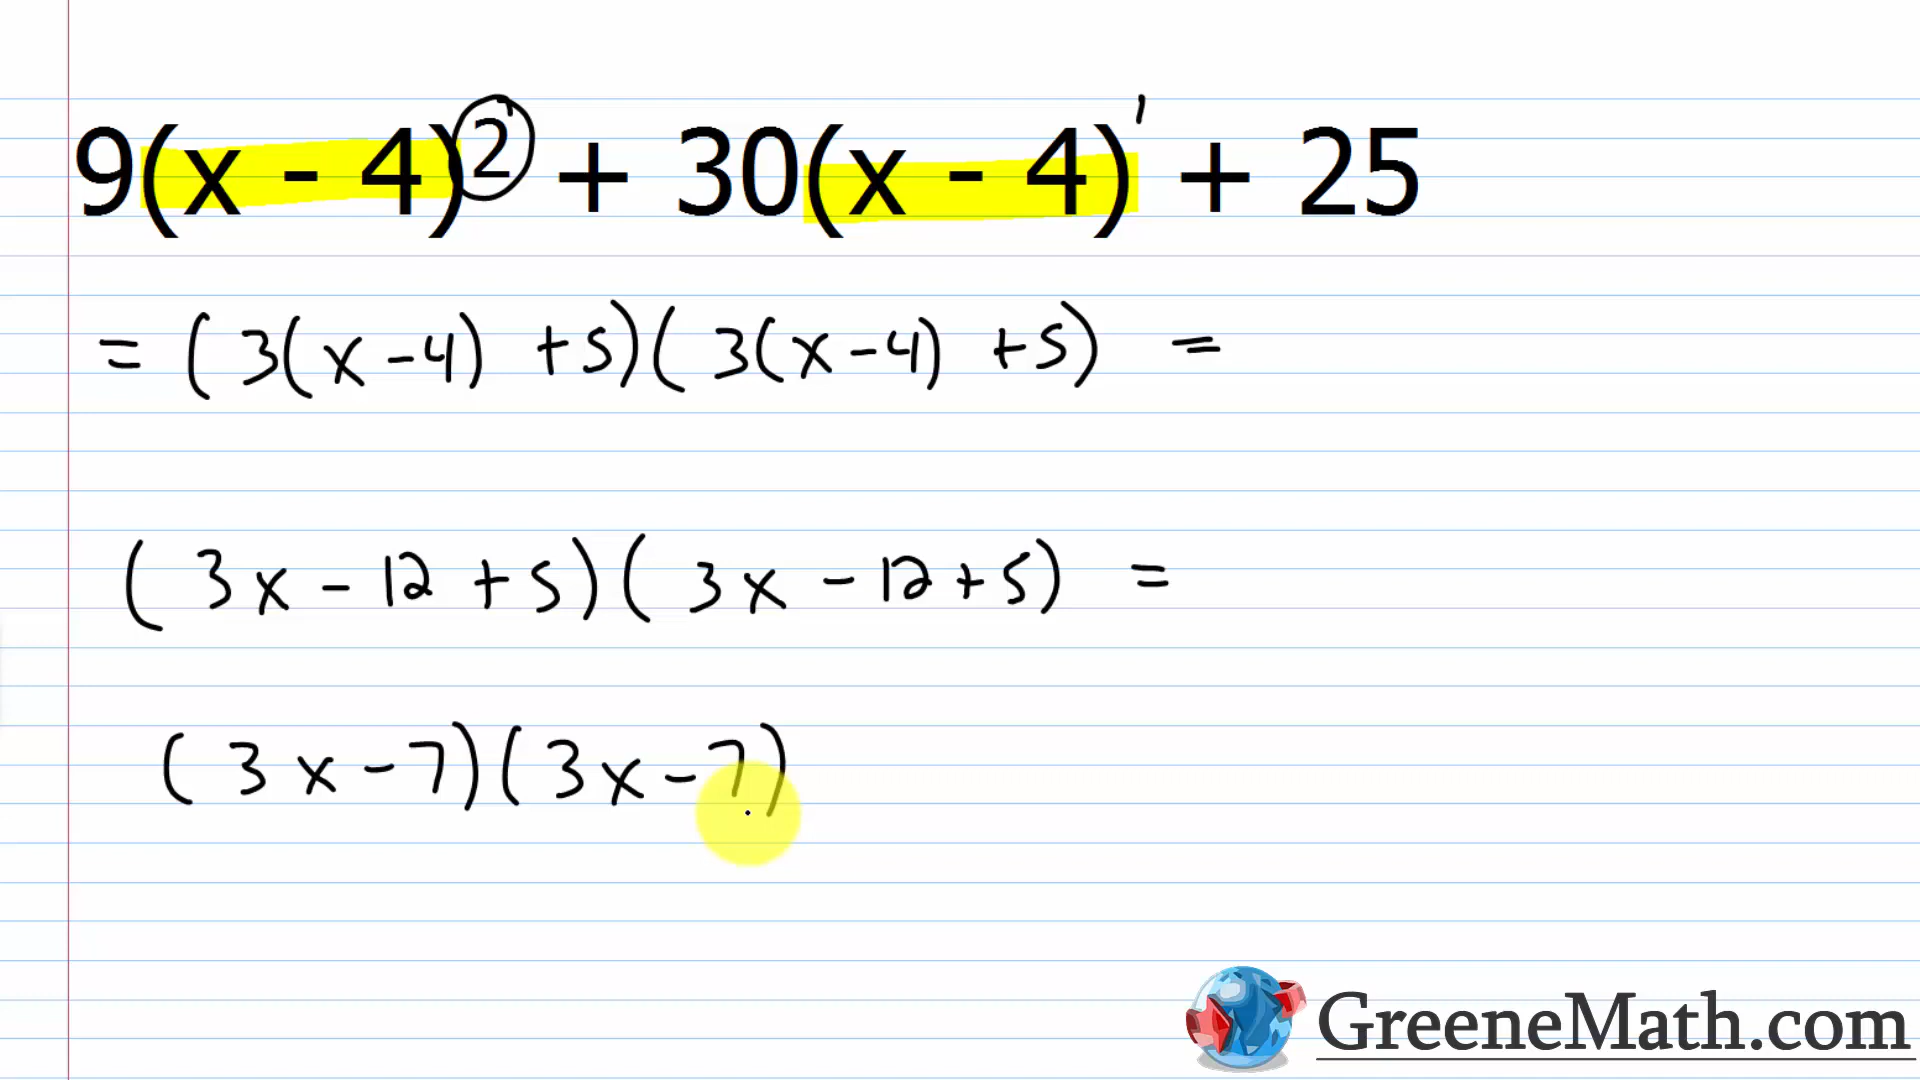 9(x - 4)² + 30(x - 4)¹ + 25
= (3(x-4) +5)(3(x-4) +5) =
(3x - 12 + 5)(3x - 12 + 5) =
(3x - 7)(3x - 7)
GreeneMath.com